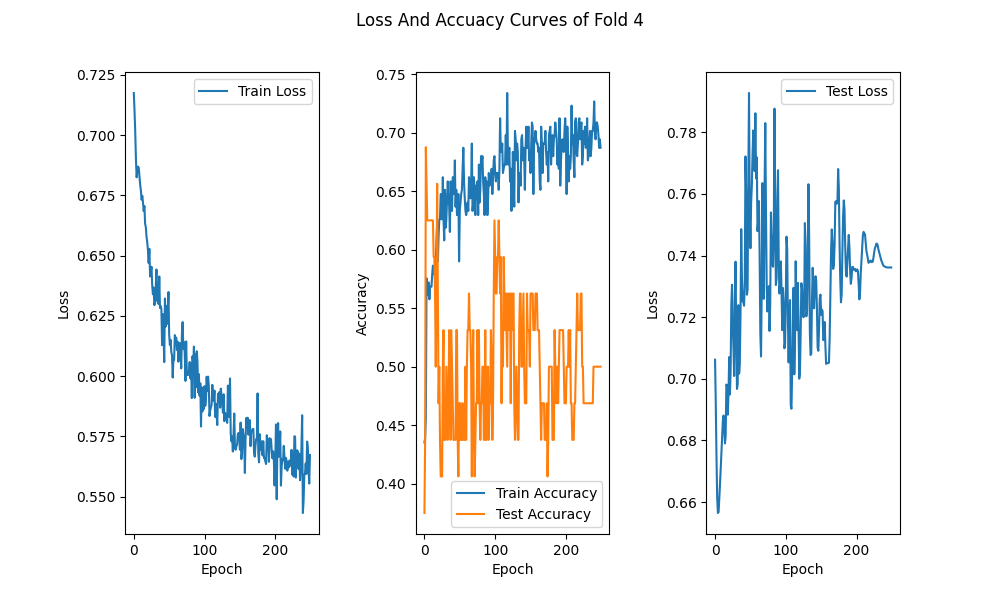 Loss And Accuacy Curves of Fold 4
0.725
0.700
0.675
0.650
0.625
0.600
0.575
0.550
Loss
Train Loss
0 100 200
Epoch
0.75
0.70
0.65
0.60
0.55
0.50
0.45
0.40
Accuracy
Train Accuracy
Test Accuracy
0 100 200
Epoch
0.78
0.76
0.74
0.72
0.70
0.68
0.66
Loss
Test Loss
0 100 200
Epoch